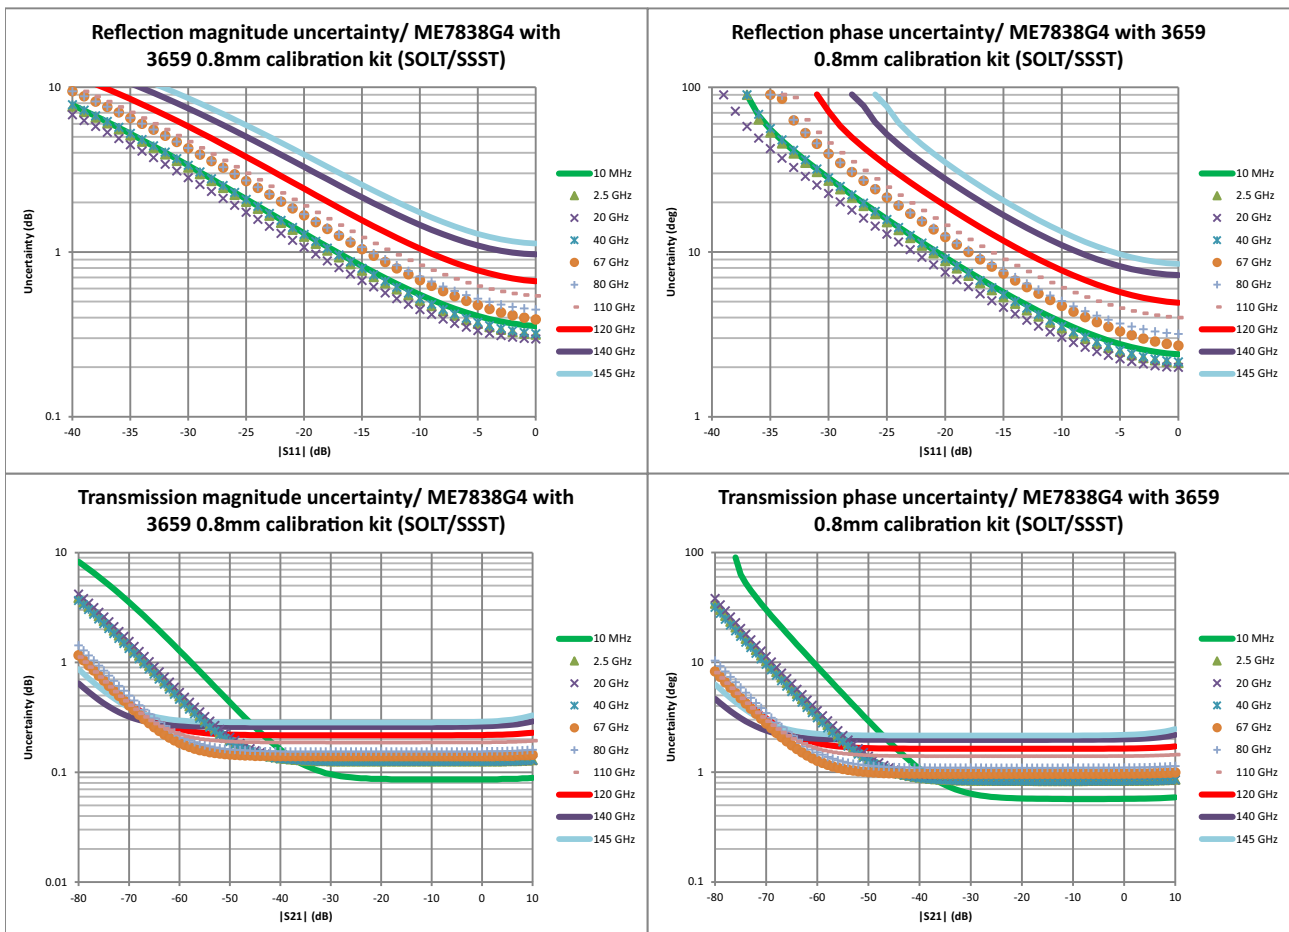 Reflection magnitude uncertainty/ ME7838G4 with
3659 0.8mm calibration kit (SOLT/SSST)
Uncertainty (dB)
10
1
0.1
-40 -35 -30 -25 -20 -15 -10 -5 0
|S11| (dB)
10 MHz
2.5 GHz
20 GHz
40 GHz
67 GHz
80 GHz
110 GHz
120 GHz
140 GHz
145 GHz
Reflection phase uncertainty/ ME7838G4 with 3659
0.8mm calibration kit (SOLT/SSST)
Uncertainty (deg)
100
10
1
-40 -35 -30 -25 -20 -15 -10 -5 0
|S11| (dB)
10 MHz
2.5 GHz
20 GHz
40 GHz
67 GHz
80 GHz
110 GHz
120 GHz
140 GHz
145 GHz
Transmission magnitude uncertainty/ ME7838G4 with
3659 0.8mm calibration kit (SOLT/SSST)
Uncertainty (dB)
10
1
0.1
0.01
-80 -70 -60 -50 -40 -30 -20 -10 0 10
|S21| (dB)
10 MHz
2.5 GHz
20 GHz
40 GHz
67 GHz
80 GHz
110 GHz
120 GHz
140 GHz
145 GHz
Transmission phase uncertainty/ ME7838G4 with 3659
0.8mm calibration kit (SOLT/SSST)
Uncertainty (deg)
100
10
1
0.1
-80 -70 -60 -50 -40 -30 -20 -10 0 10
|S21| (dB)
10 MHz
2.5 GHz
20 GHz
40 GHz
67 GHz
80 GHz
110 GHz
120 GHz
140 GHz
145 GHz